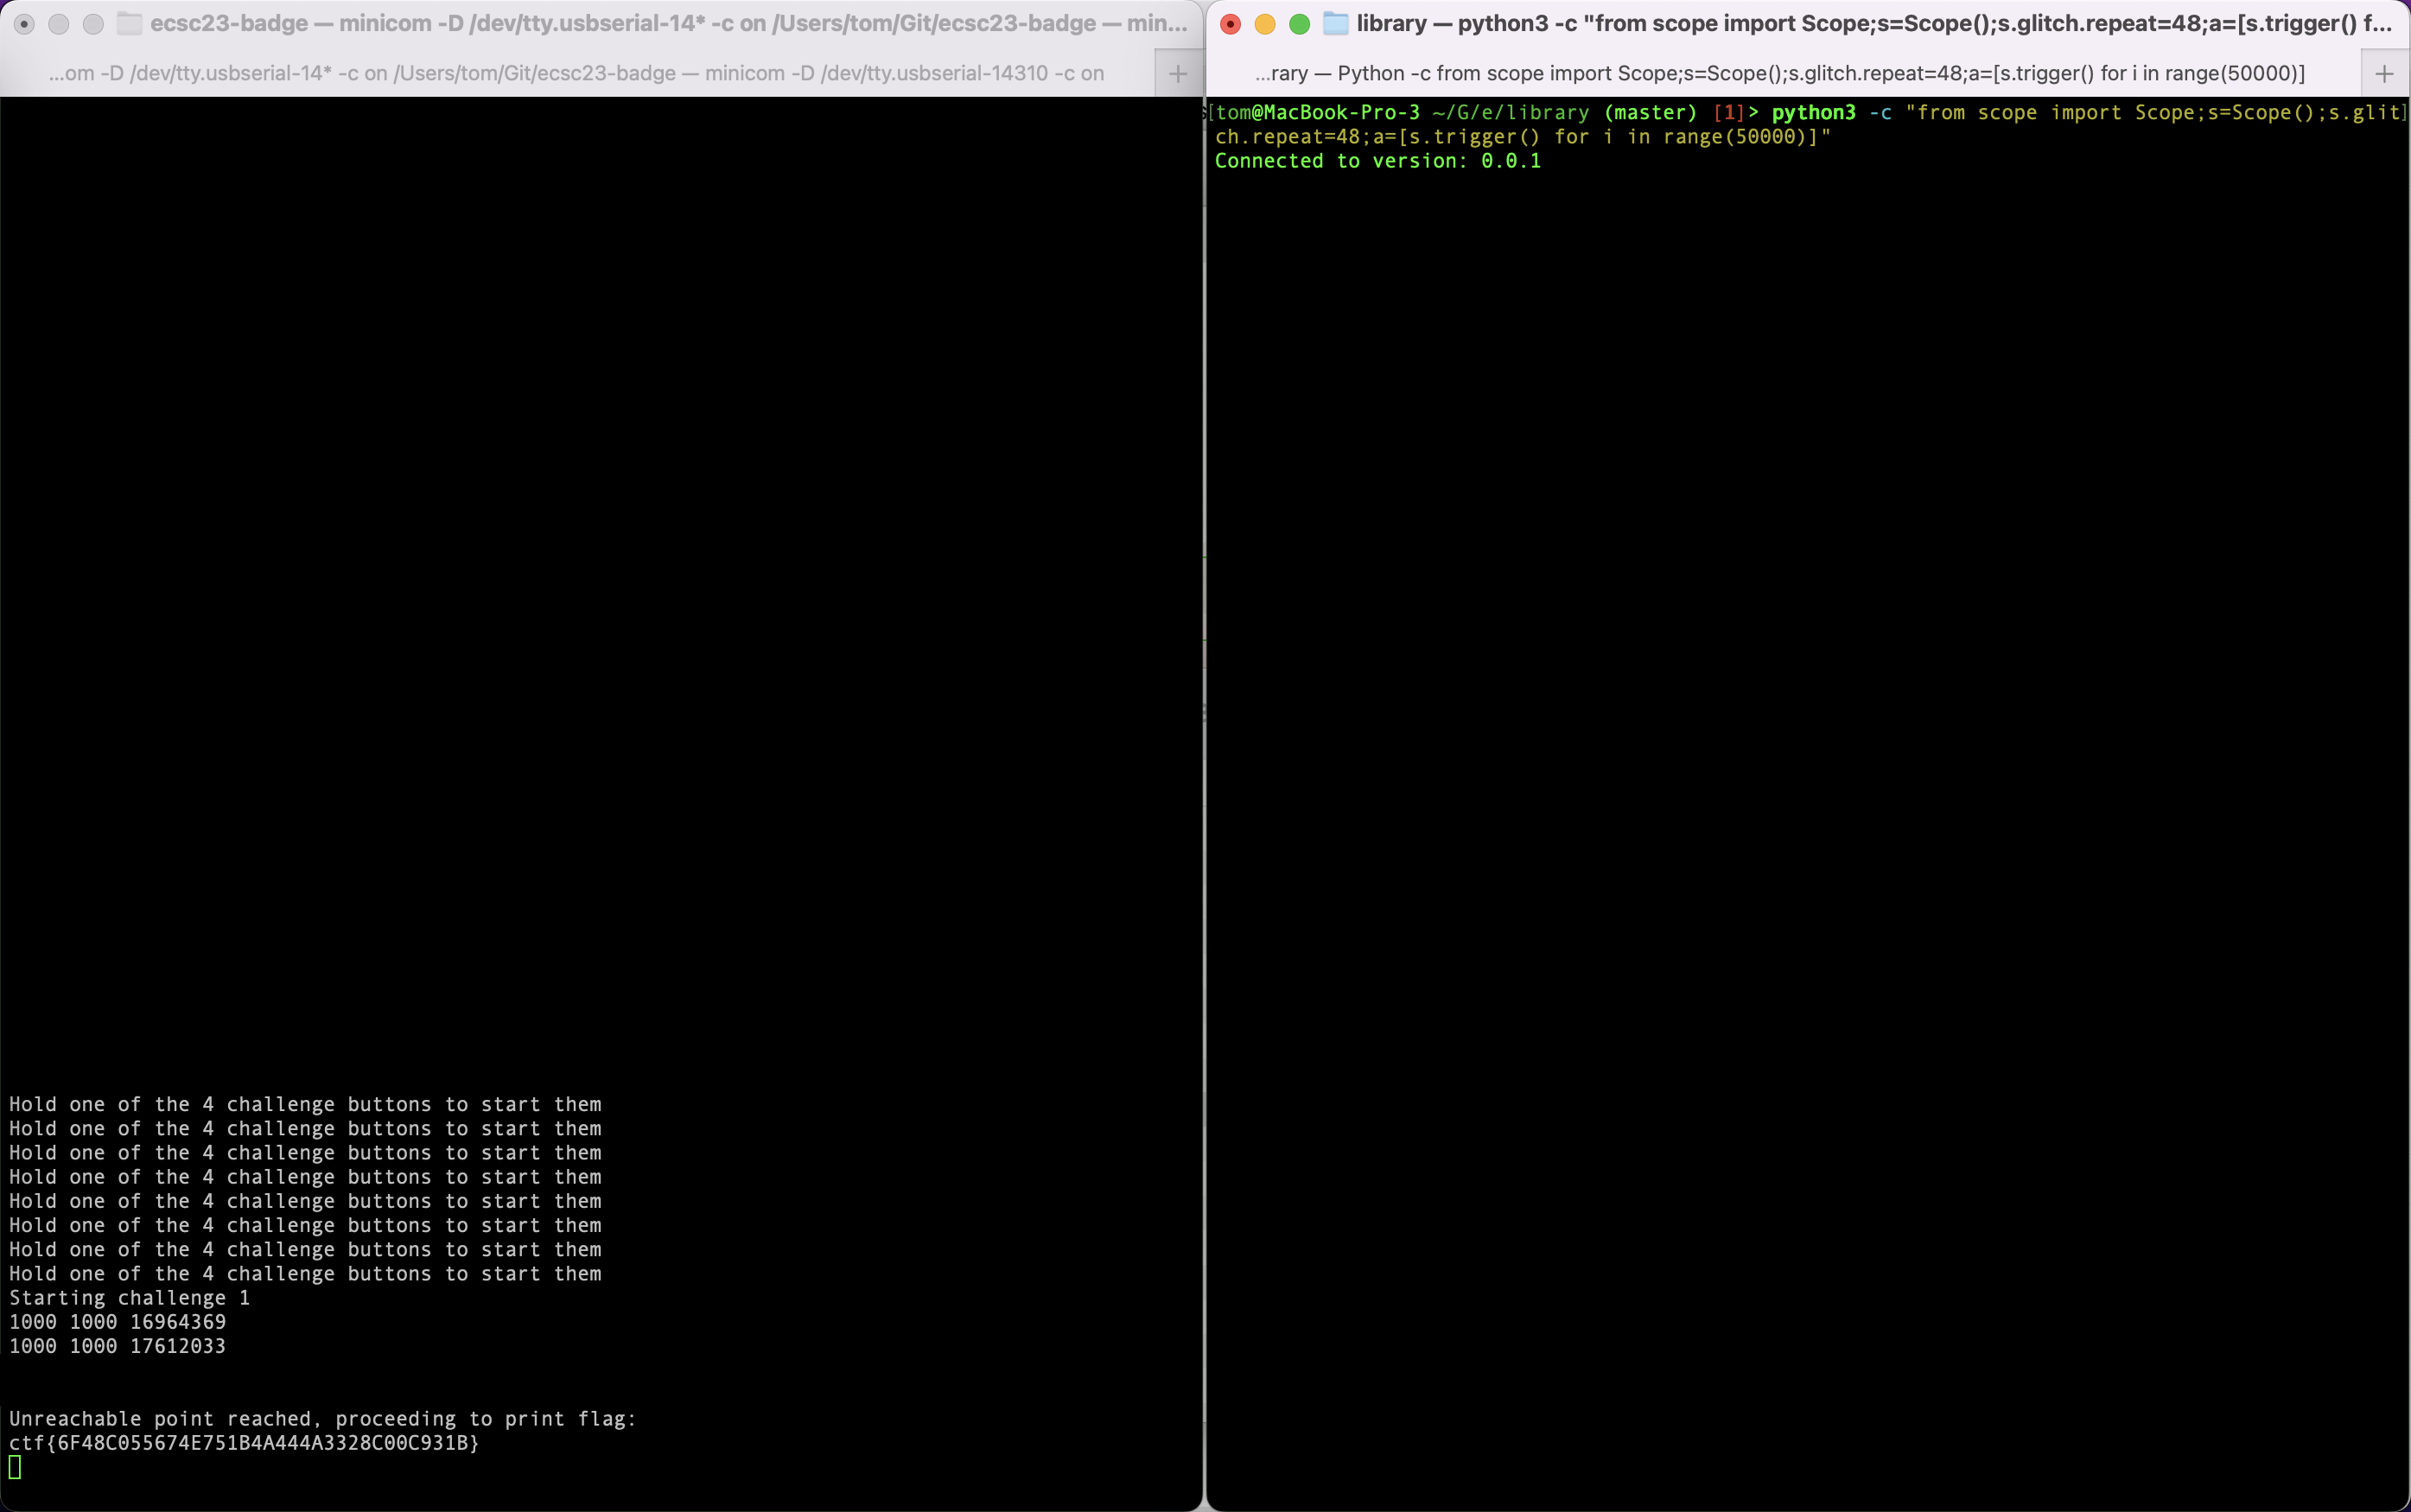 ecsc23-badge — minicom -D /dev/tty.usbserial-14* -c on /Users/tom/Git/ecsc23-badge — min...
...om -D /dev/tty.usbserial-14* -c on /Users/tom/Git/ecsc23-badge — minicom -D /dev/tty.usbserial-14310 -c on
+
Hold one of the 4 challenge buttons to start them
Hold one of the 4 challenge buttons to start them
Hold one of the 4 challenge buttons to start them
Hold one of the 4 challenge buttons to start them
Hold one of the 4 challenge buttons to start them
Hold one of the 4 challenge buttons to start them
Hold one of the 4 challenge buttons to start them
Hold one of the 4 challenge buttons to start them
Starting challenge 1
1000 1000 16964369
1000 1000 17612033
Unreachable point reached, proceeding to print flag:
ctf{6F48C055674E751B4A444A3328C00C931B}
library — python3 -c "from scope import Scope;s=Scope();s.glitch.repeat=48;a=[s.trigger() f...
...rary — Python -c from scope import Scope;s=Scope();s.glitch.repeat=48;a=[s.trigger() for i in range(50000)]
+
[tom@MacBook-Pro-3 ~/G/e/library (master) [1]> python3 -c "from scope import Scope;s=Scope();s.glit]
ch.repeat=48;a=[s.trigger() for i in range(50000)]"
Connected to version: 0.0.1